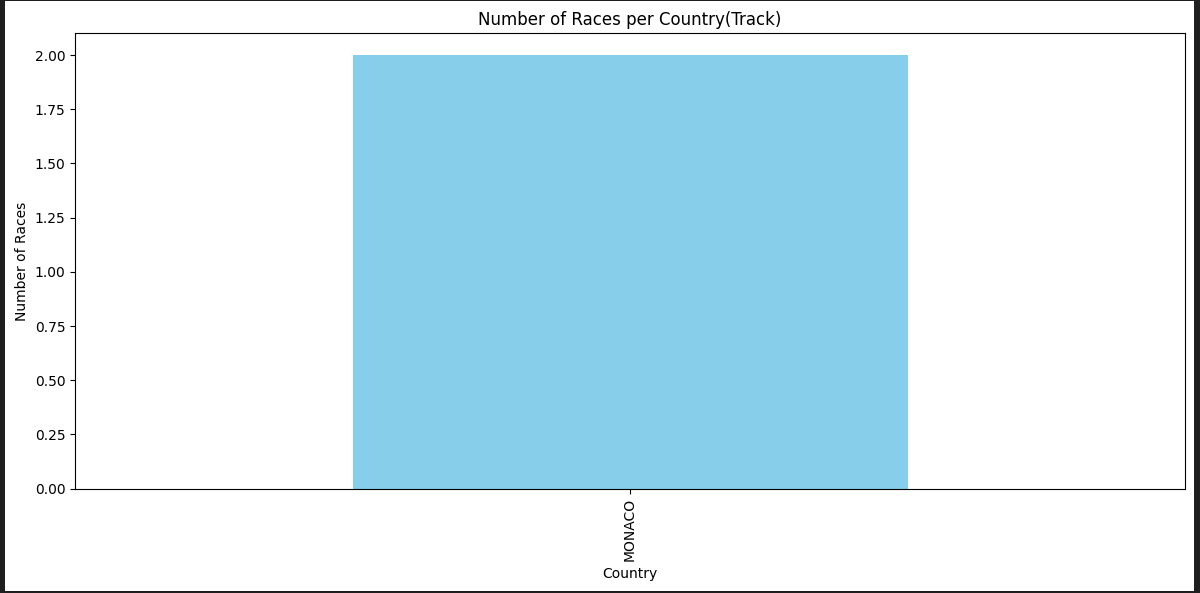 Number of Races per Country(Track)
2.00
1.75
1.50
1.25
1.00
0.75
0.50
0.25
0.00
Number of Races
MONACO
Country